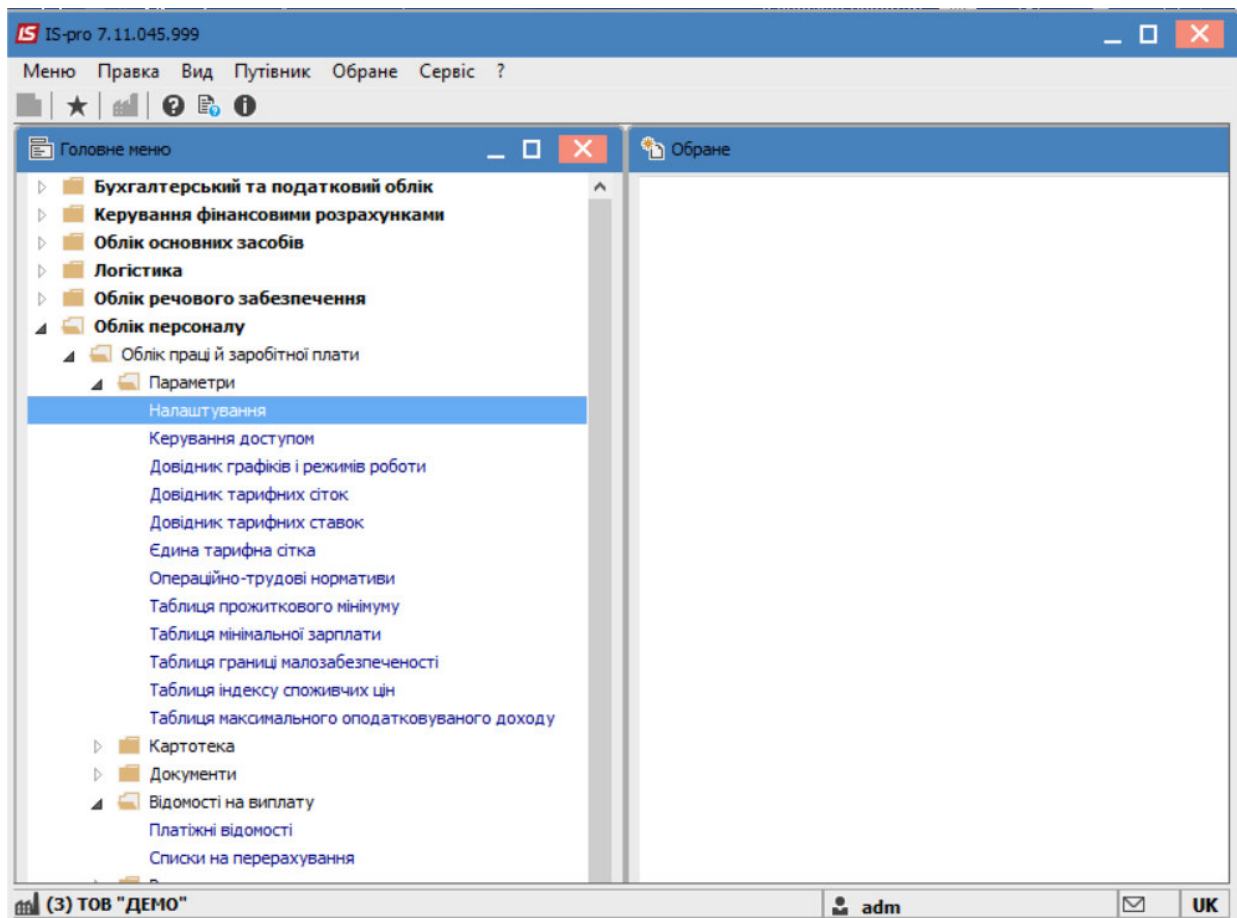 IS IS-pro 7.11.045.999
Меню Правка Вид Путівник Обране Сервіс ?
Головне меню
Обране
Бухгалтерський та податковий облік
Керування фінансовими розрахунками
Облік основних засобів
Логістика
Облік речового забезпечення
Облік персоналу
Облік праці й заробітної плати
Параметри
Налаштування
Керування доступом
Довідник графіків і режимів роботи
Довідник тарифних сіток
Довідник тарифних ставок
Єдина тарифна сітка
Операційно-трудові нормативи
Таблиця прожиткового мінімуму
Таблиця мінімальної зарплати
Таблиця границі малозабезпеченості
Таблиця індексу споживчих цін
Таблиця максимального оподатковуваного доходу
Картотека
Документи
Відомості на виплату
Платіжні відомості
Списки на перерахування
(3) ТОВ "ДЕМО"
adm
UK